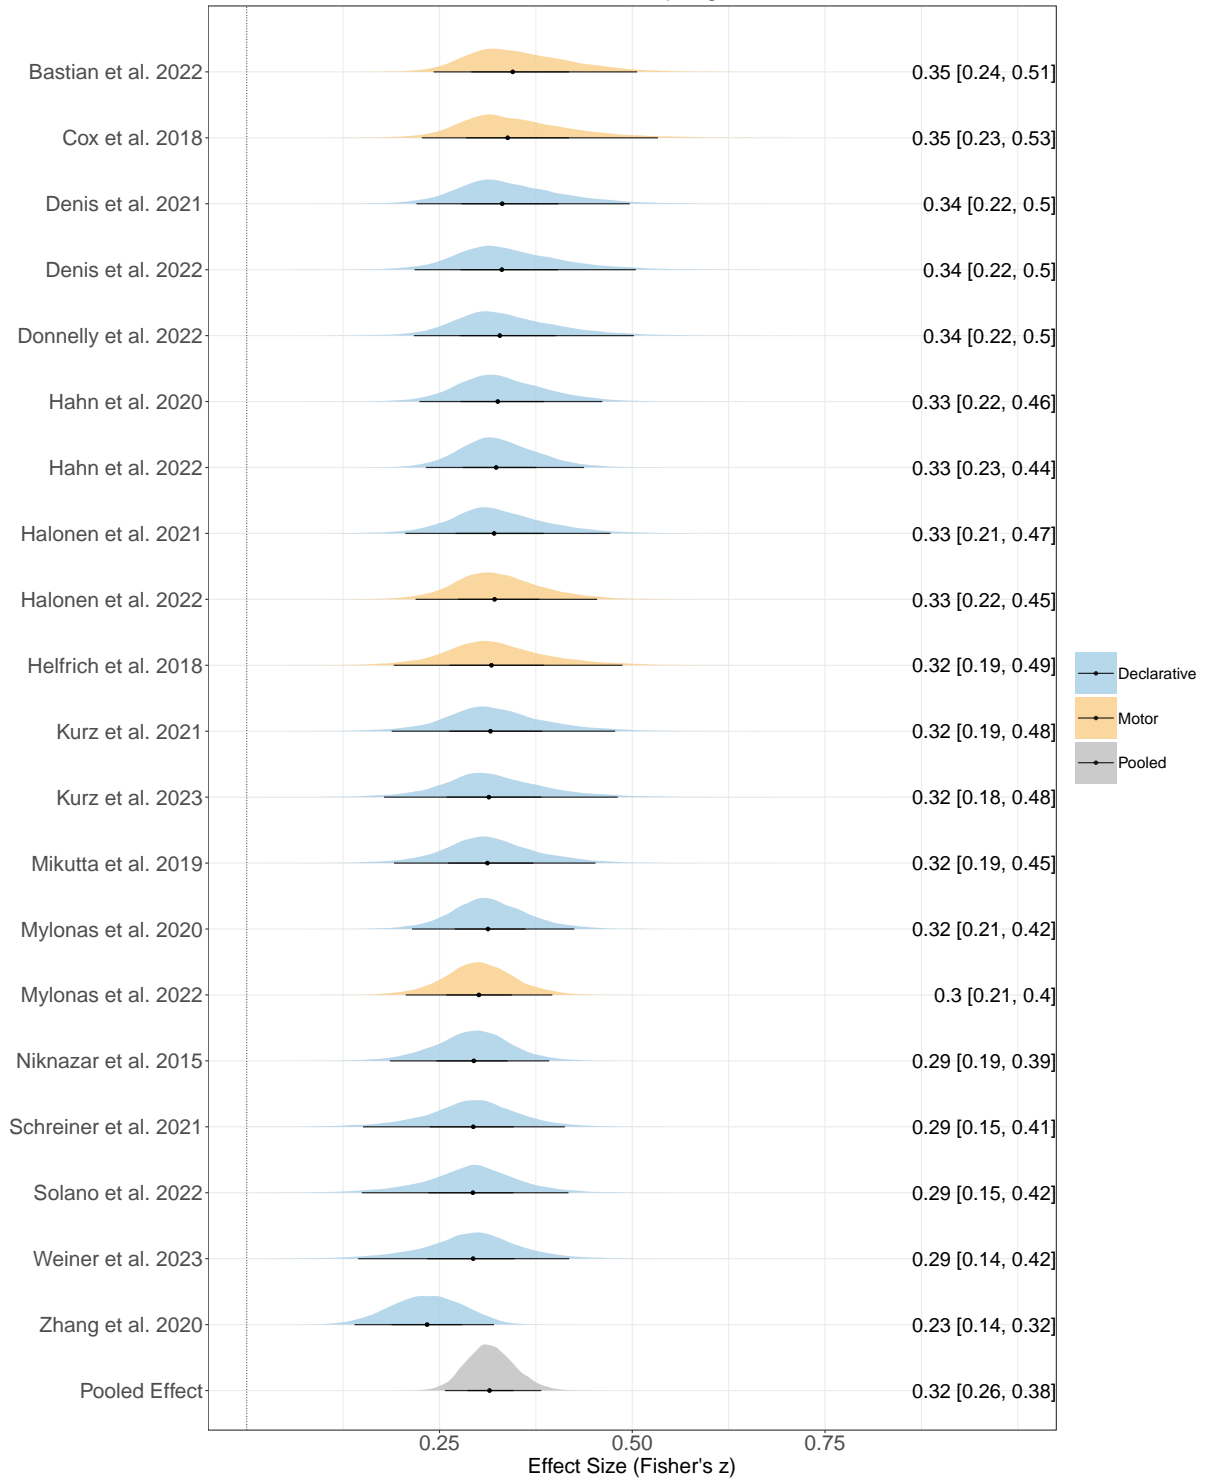 Bastian et al. 2022 0.35 [0.24, 0.51]
Cox et al. 2018 0.35 [0.23, 0.53]
Denis et al. 2021 0.34 [0.22, 0.5]
Denis et al. 2022 0.34 [0.22, 0.5]
Donnelly et al. 2022 0.34 [0.22, 0.5]
Hahn et al. 2020 0.33 [0.22, 0.46]
Hahn et al. 2022 0.33 [0.23, 0.44]
Halonen et al. 2021 0.33 [0.21, 0.47]
Halonen et al. 2022 0.33 [0.22, 0.45]
Helfrich et al. 2018 0.32 [0.19, 0.49]
Kurz et al. 2021 0.32 [0.19, 0.48]
Kurz et al. 2023 0.32 [0.18, 0.48]
Mikutta et al. 2019 0.32 [0.19, 0.45]
Mylonas et al. 2020 0.32 [0.21, 0.42]
Mylonas et al. 2022 0.3 [0.21, 0.4]
Niknazar et al. 2015 0.29 [0.19, 0.39]
Schreiner et al. 2021 0.29 [0.15, 0.41]
Solano et al. 2022 0.29 [0.15, 0.42]
Weiner et al. 2023 0.29 [0.14, 0.42]
Zhang et al. 2020 0.23 [0.14, 0.32]
Pooled Effect 0.32 [0.26, 0.38]
0.25 0.50 0.75
Effect Size (Fisher's z)
Declarative
Motor
Pooled